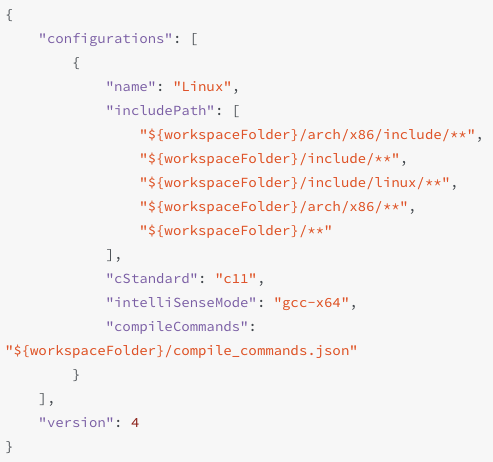 {
    "configurations": [
        {
            "name": "Linux",
            "includePath": [
                "${workspaceFolder}/arch/x86/include/**",
                "${workspaceFolder}/include/**",
                "${workspaceFolder}/include/linux/**",
                "${workspaceFolder}/arch/x86/**",
                "${workspaceFolder}/**"
            ],
            "cStandard": "c11",
            "intelliSenseMode": "gcc-x64",
            "compileCommands":
"${workspaceFolder}/compile_commands.json"
        }
    ],
    "version": 4
}